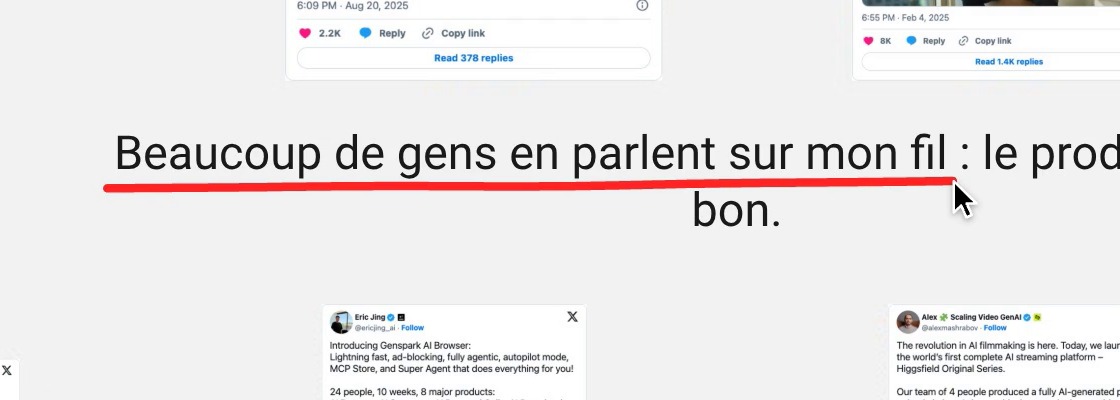 6:09 PM · Aug 20, 2025
2.2K Reply Copy link
Read 378 replies
6:55 PM · Feb 4, 2025
8K Reply Copy link
Read 1.4K replies
Beaucoup de gens en parlent sur mon fil : le prod
bon.
Eric Jing
@ericjing_ai · Follow
Introducing Genspark AI Browser:
Lightning fast, ad-blocking, fully agentic, autopilot mode,
MCP Store, and Super Agent that does everything for you!
24 people, 10 weeks, 8 major products:
Alex Scaling Video GenAI
@alexmashrabov · Follow
The revolution in AI filmmaking is here. Today, we laun
the world's first complete AI streaming platform –
Higgsfield Original Series.
Our team of 4 people produced a fully AI-generated p